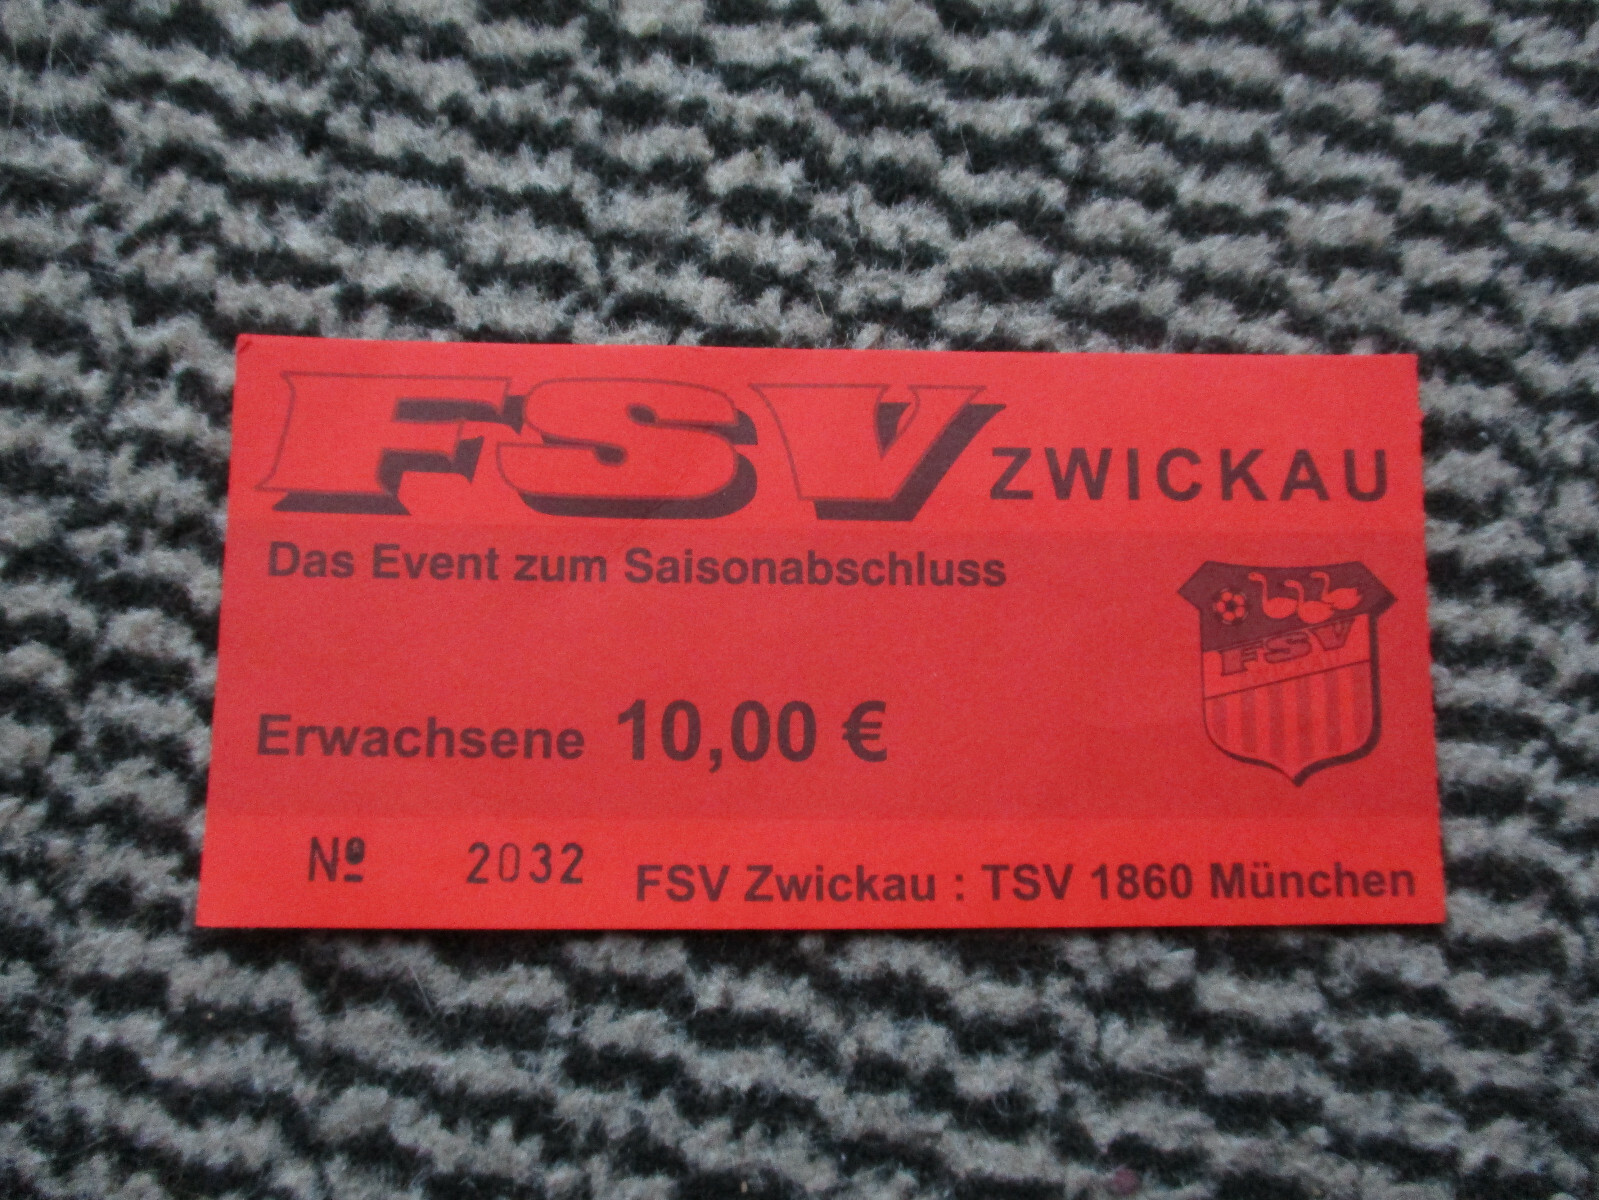 FSV ZWICKAU
Das Event zum Saisonabschluss
FSV
Erwachsene 10,00 €
Nº 2032 FSV Zwickau : TSV 1860 München